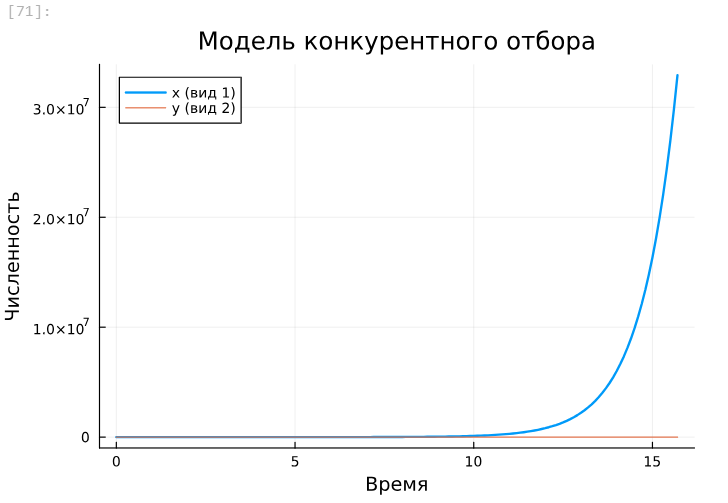 [71]:
Модель конкурентного отбора
x (вид 1)
y (вид 2)
Численность
3.0×10⁷
2.0×10⁷
1.0×10⁷
0
0 5 10 15
Время